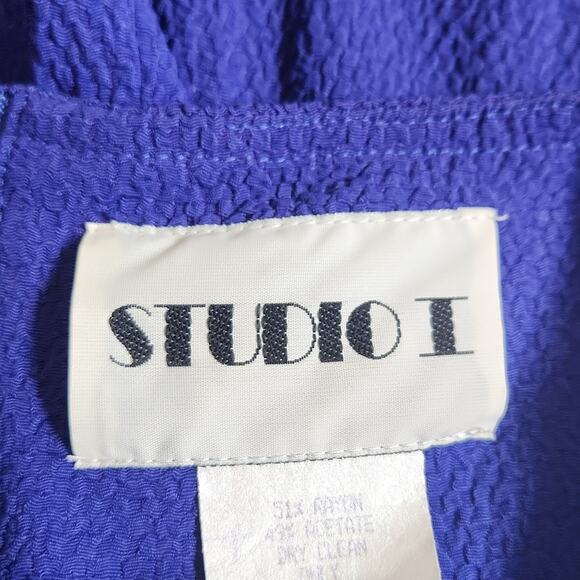 STUDIO I
51% RAYON
49% ACETATE
DRY CLEAN
ONLY